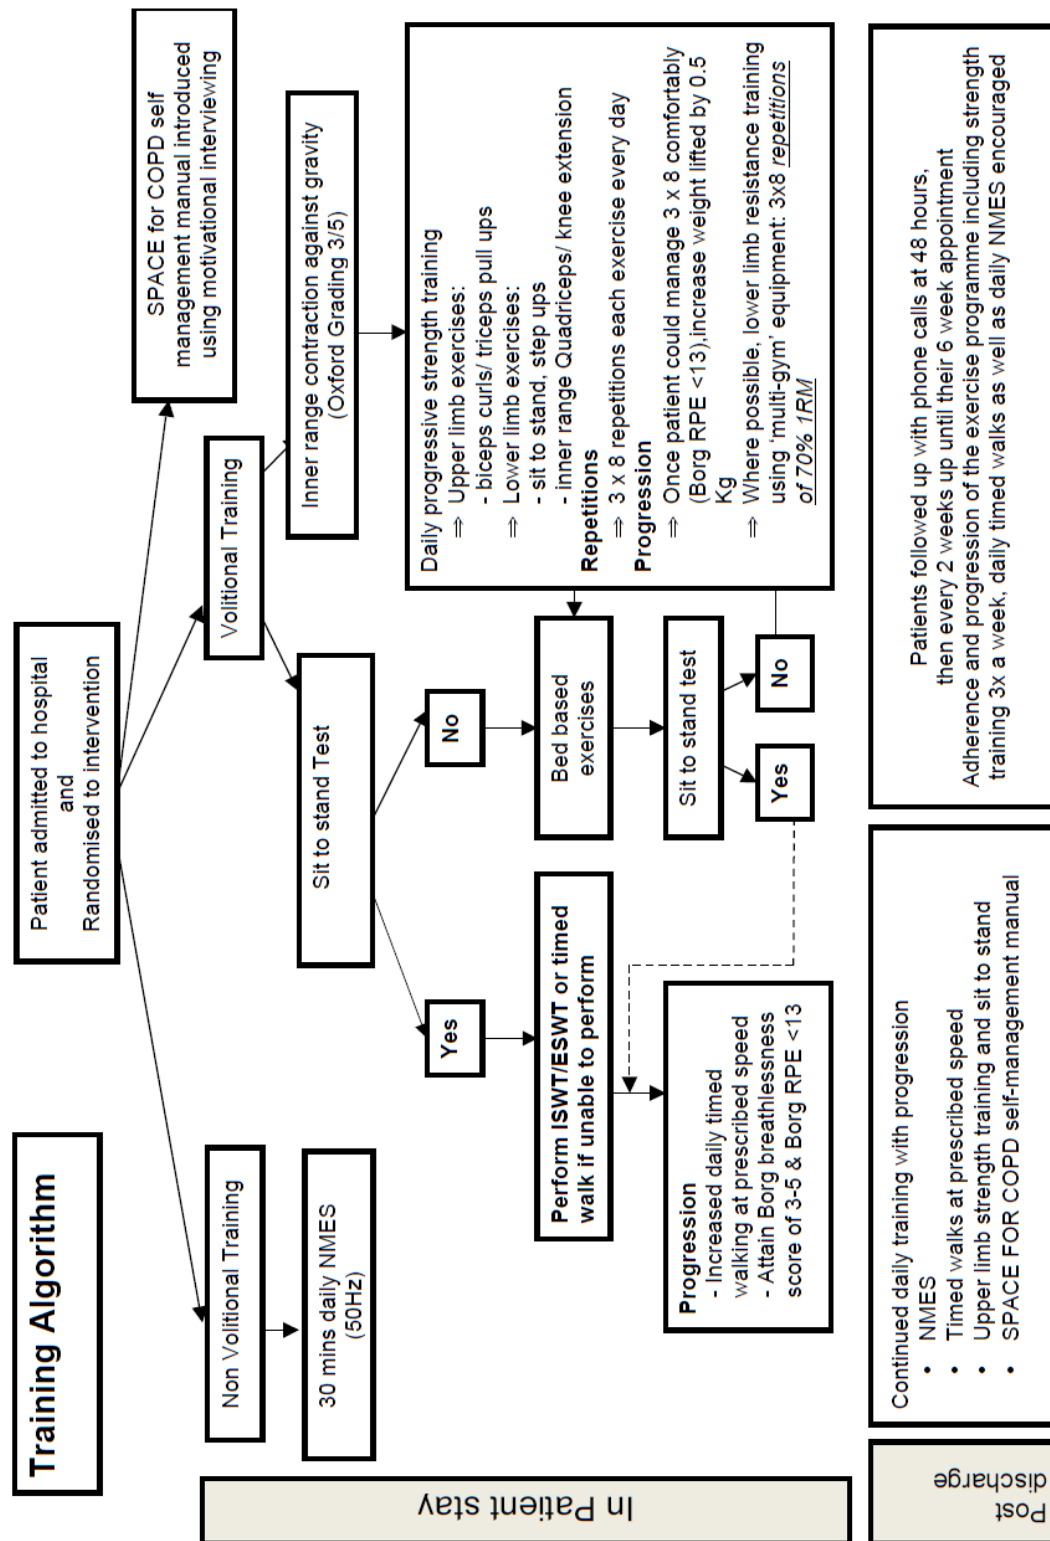 Training Algorithm
Patient admitted to hospital
and
Randomised to intervention
Non Volitional Training
30 mins daily NMES
(50Hz)
Volitional Training
SPACE for COPD self
management manual introduced
using motivational interviewing
Sit to stand Test
Inner range contraction against gravity
(Oxford Grading 3/5)
Yes
No
Perform ISWT/ESWT or timed
walk if unable to perform
Bed based
exercises
Daily progressive strength training
⇒ Upper limb exercises:
- biceps curls/ triceps pull ups
⇒ Lower limb exercises:
- sit to stand, step ups
- inner range Quadriceps/ knee extension
Repetitions
⇒ 3 x 8 repetitions each exercise every day
Progression
⇒ Once patient could manage 3 x 8 comfortably
(Borg RPE <13),increase weight lifted by 0.5
Kg
⇒ Where possible, lower limb resistance training
using 'multi-gym' equipment: 3x8 repetitions
of 70% 1RM
Progression
- Increased daily timed
walking at prescribed speed
- Attain Borg breathlessness
score of 3-5 & Borg RPE <13
Sit to stand test
Yes
No
In Patient stay
Post
discharge
Continued daily training with progression
• NMES
• Timed walks at prescribed speed
• Upper limb strength training and sit to stand
• SPACE FOR COPD self-management manual
Patients followed up with phone calls at 48 hours,
then every 2 weeks up until their 6 week appointment
Adherence and progression of the exercise programme including strength
training 3x a week, daily timed walks as well as daily NMES encouraged